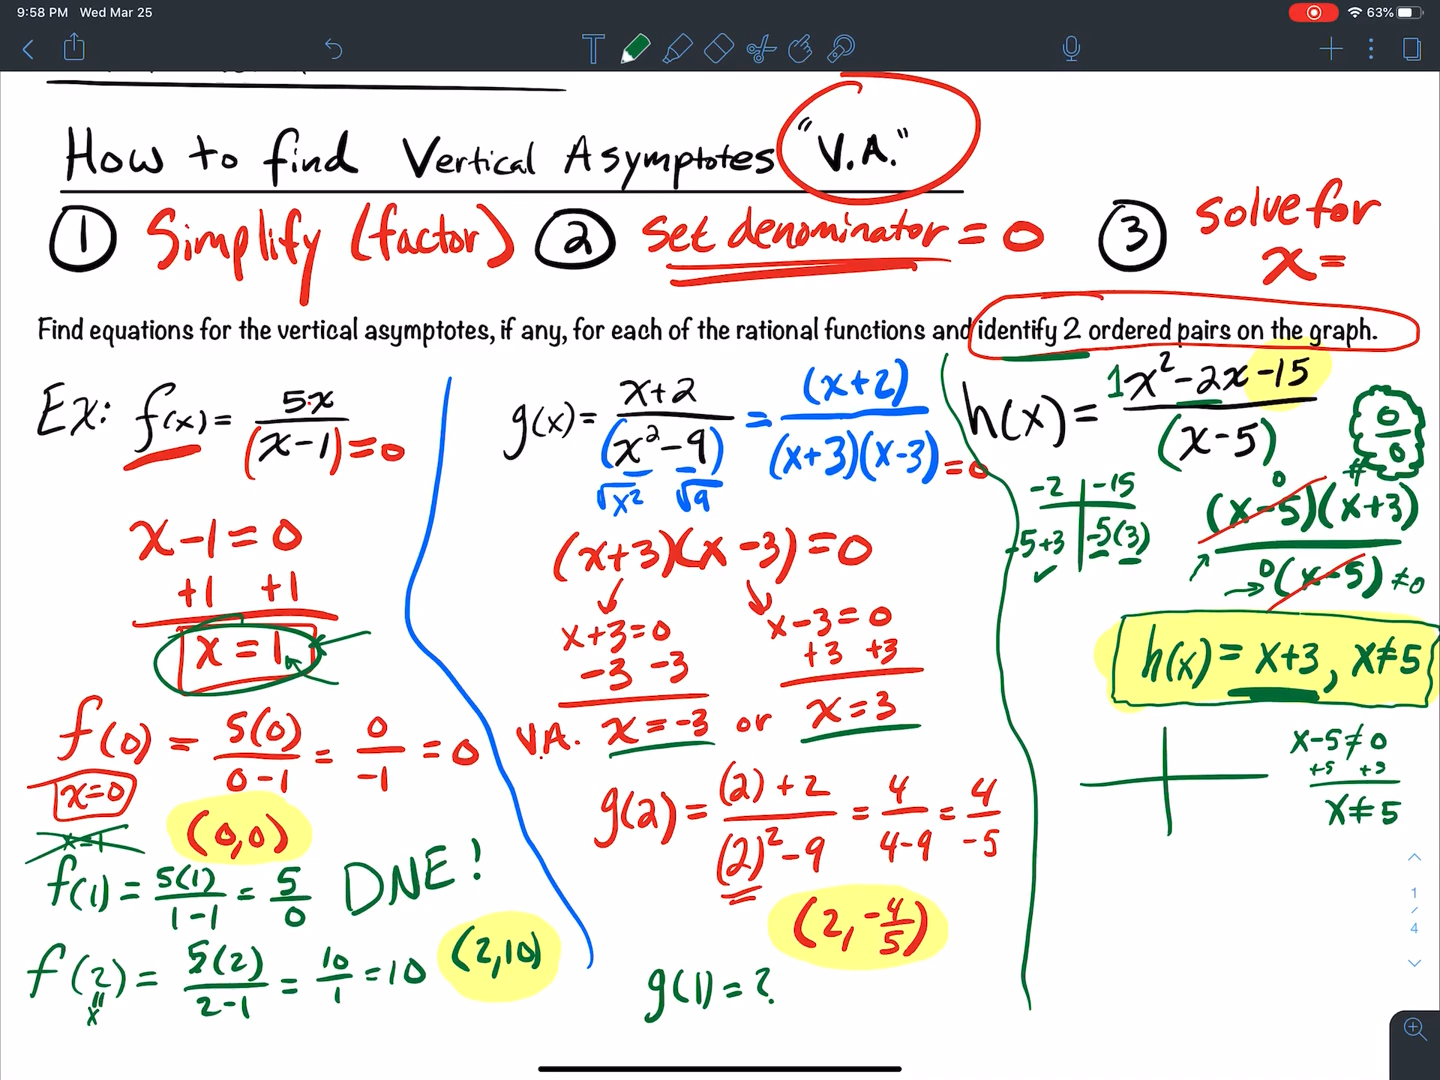 9:58 PM Wed Mar 25
63%
How to find Vertical Asymptotes "V.A."
① Simplify (factor) ② set denominator = 0 ③ solve for x =
Find equations for the vertical asymptotes, if any, for each of the rational functions and identify 2 ordered pairs on the graph.
Ex: f(x) = 5·x / (x-1) = 0
x - 1 = 0
+1 +1
x = 1
f(0) = 5(0) / 0-1 = 0 / -1 = 0
x=0
(0,0)
x=1
f(1) = 5(1) / 1-1 = 5 / 0 DNE!
f(2) = 5(2) / 2-1 = 10 / 1 = 10 (2,10)
= x
g(x) = x+2 / (x²-9) = (x+2) / (x+3)(x-3) = 0
√x² √9
(x+3)(x-3) = 0
x+3=0 x-3=0
-3 -3 +3 +3
V.A. x = -3 or x = 3
g(2) = (2)+2 / (2)²-9 = 4 / 4-9 = 4 / -5
(2, -4/5)
g(1) = ?
h(x) = 1x²-2x-15 / (x-5)
0/0
-2 | -15
-5+3 | -5(3)
✓
0 #
(x-5)(x+3)
0 (x-5) ≠0
h(x) = x+3, x≠5
x-5≠0
+5 +5
x≠5
1 / 4